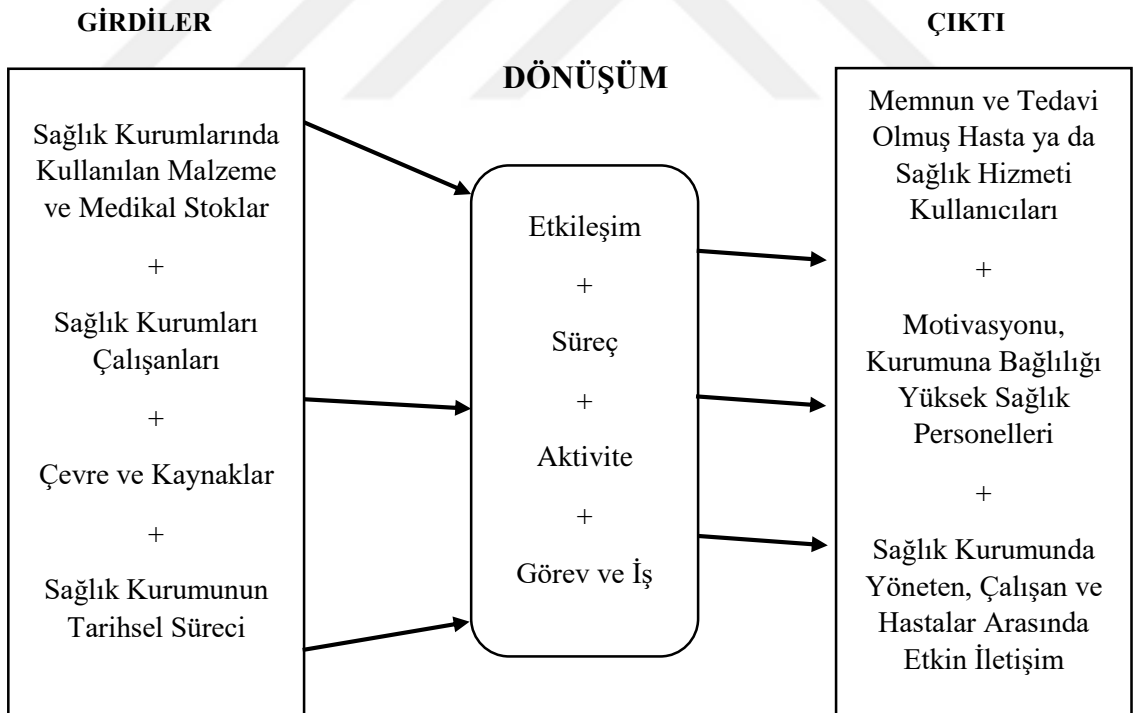 GİRDİLER
Sağlık Kurumlarında
Kullanılan Malzeme
ve Medikal Stoklar
+
Sağlık Kurumları
Çalışanları
+
Çevre ve Kaynaklar
+
Sağlık Kurumunun
Tarihsel Süreci
DÖNÜŞÜM
Etkileşim
+
Süreç
+
Aktivite
+
Görev ve İş
ÇIKTI
Memnun ve Tedavi
Olmuş Hasta ya da
Sağlık Hizmeti
Kullanıcıları
+
Motivasyonu,
Kurumuna Bağlılığı
Yüksek Sağlık
Personelleri
+
Sağlık Kurumunda
Yöneten, Çalışan ve
Hastalar Arasında
Etkin İletişim